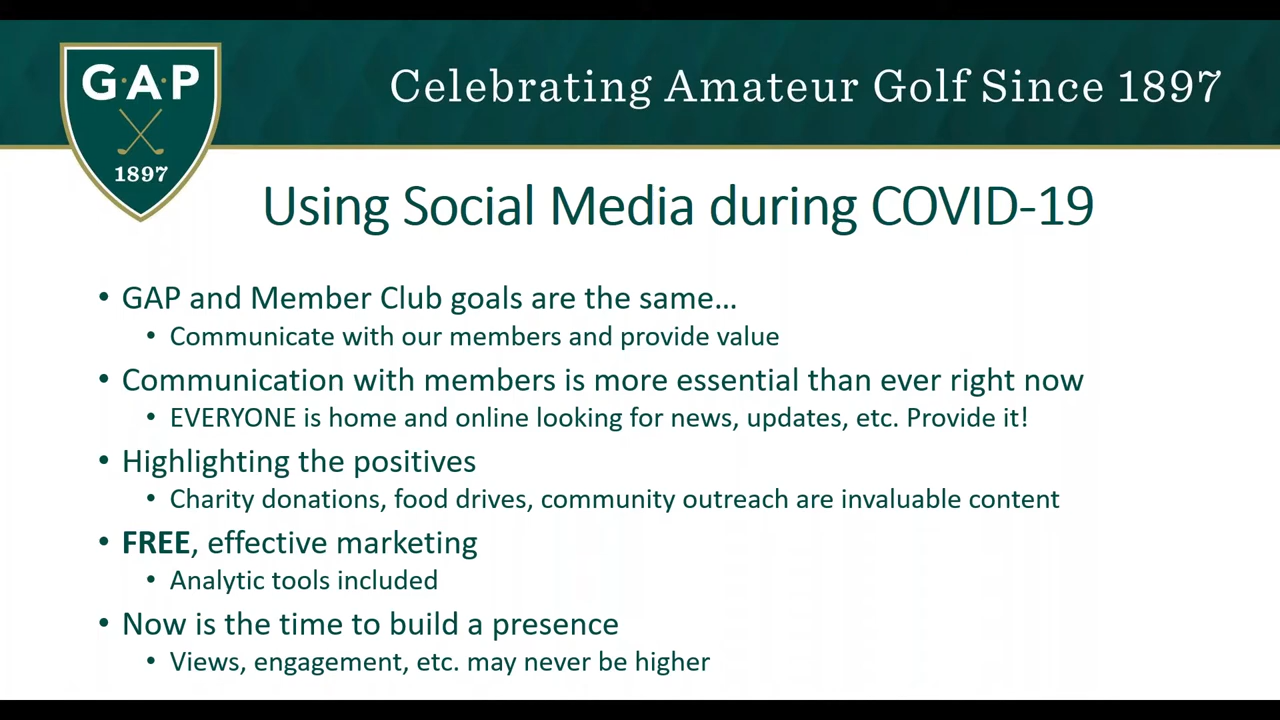 G·A·P
1897
Celebrating Amateur Golf Since 1897
Using Social Media during COVID-19
• GAP and Member Club goals are the same…
• Communicate with our members and provide value
• Communication with members is more essential than ever right now
• EVERYONE is home and online looking for news, updates, etc. Provide it!
• Highlighting the positives
• Charity donations, food drives, community outreach are invaluable content
• FREE, effective marketing
• Analytic tools included
• Now is the time to build a presence
• Views, engagement, etc. may never be higher